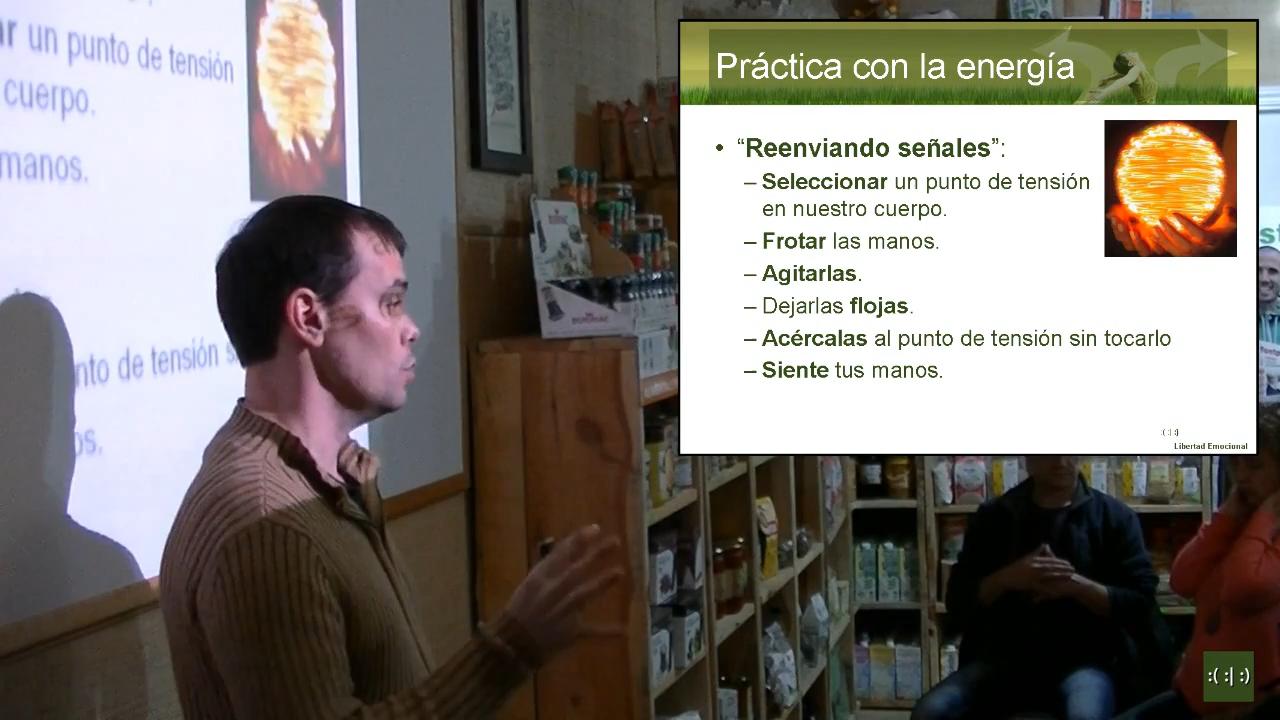 ar un punto de tensión
cuerpo.
manos.
nto de tensión s
os.
Práctica con la energía
• “Reenviando señales”:
– Seleccionar un punto de tensión
en nuestro cuerpo.
– Frotar las manos.
– Agitarlas.
– Dejarlas flojas.
– Acércalas al punto de tensión sin tocarlo
– Siente tus manos.
:( :| :)
Libertad Emocional
st
:( :| :)